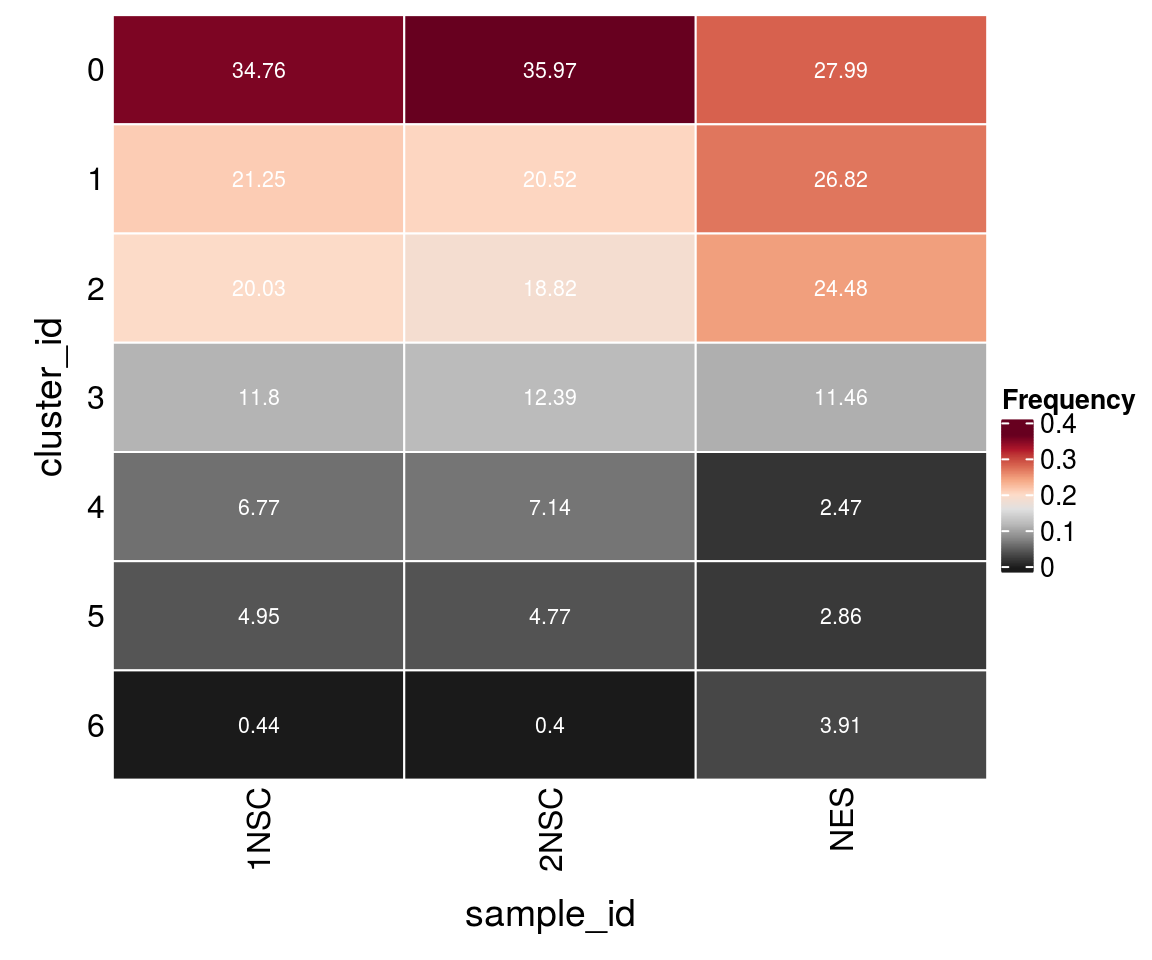 0 34.76 35.97 27.99
1 21.25 20.52 26.82
2 20.03 18.82 24.48
3 11.8 12.39 11.46
4 6.77 7.14 2.47
5 4.95 4.77 2.86
6 0.44 0.4 3.91
cluster_id
1NSC 2NSC NES
sample_id
Frequency
0.4
0.3
0.2
0.1
0